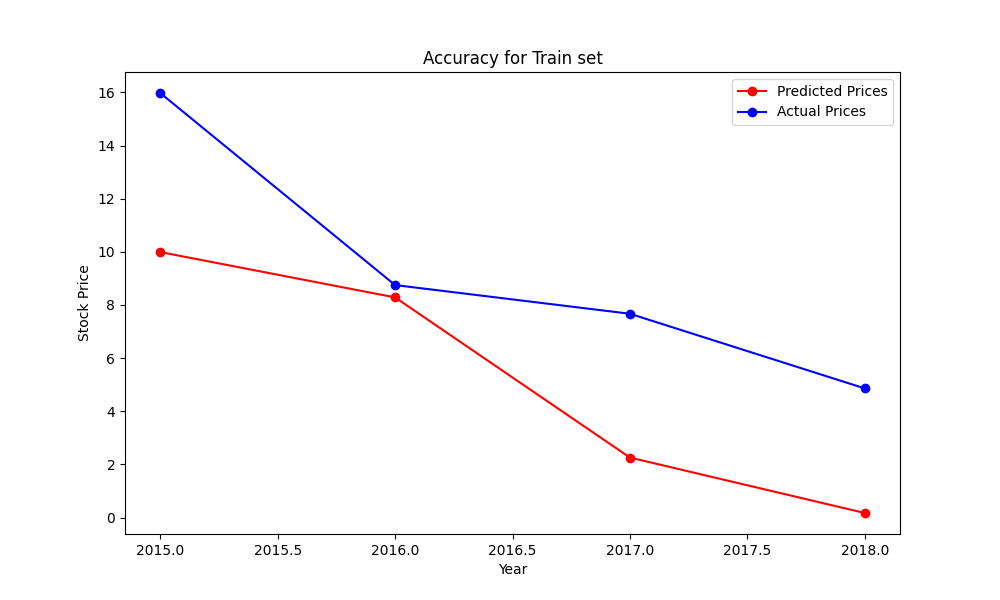 Accuracy for Train set
Predicted Prices
Actual Prices
16
14
12
10
8
6
4
2
0
Stock Price
2015.0 2015.5 2016.0 2016.5 2017.0 2017.5 2018.0
Year